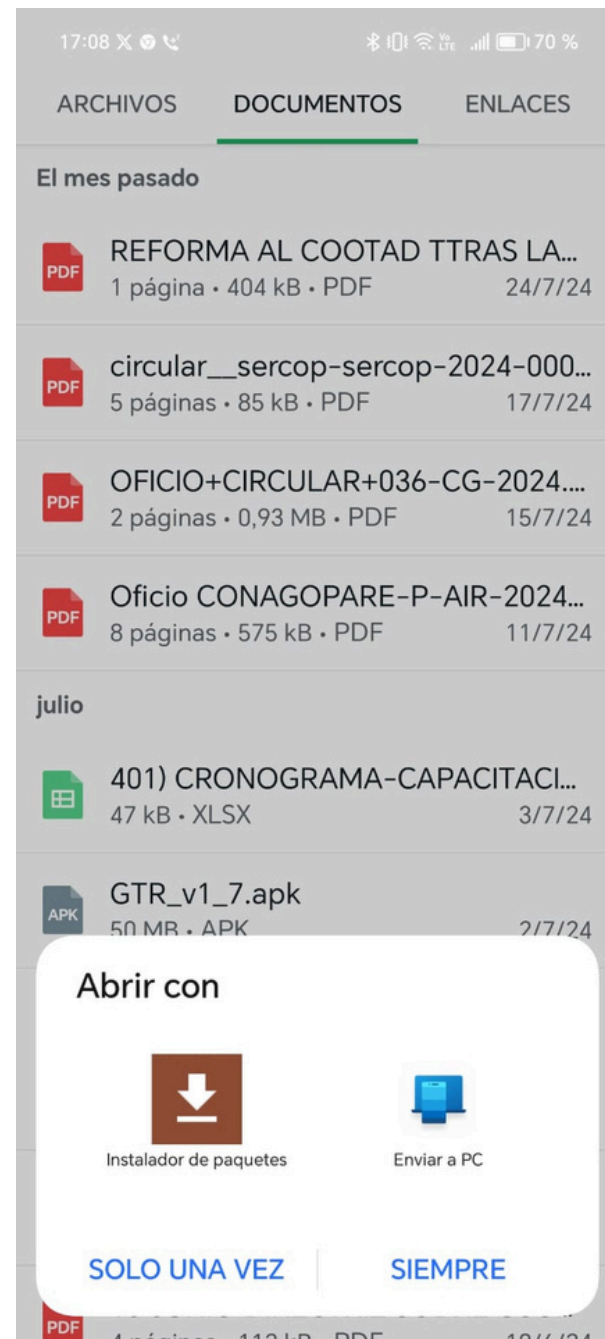 17:08
70 %
ARCHIVOS DOCUMENTOS ENLACES
El mes pasado
PDF
REFORMA AL COOTAD TTRAS LA...
1 página • 404 kB • PDF 24/7/24
PDF
circular__sercop-sercop-2024-000...
5 páginas • 85 kB • PDF 17/7/24
PDF
OFICIO+CIRCULAR+036-CG-2024....
2 páginas • 0,93 MB • PDF 15/7/24
PDF
Oficio CONAGOPARE-P-AIR-2024...
8 páginas • 575 kB • PDF 11/7/24
julio
401) CRONOGRAMA-CAPACITACI...
47 kB • XLSX 3/7/24
APK
GTR_v1_7.apk
50 MB • APK 2/7/24
Abrir con
Instalador de paquetes Enviar a PC
SOLO UNA VEZ SIEMPRE
PDF